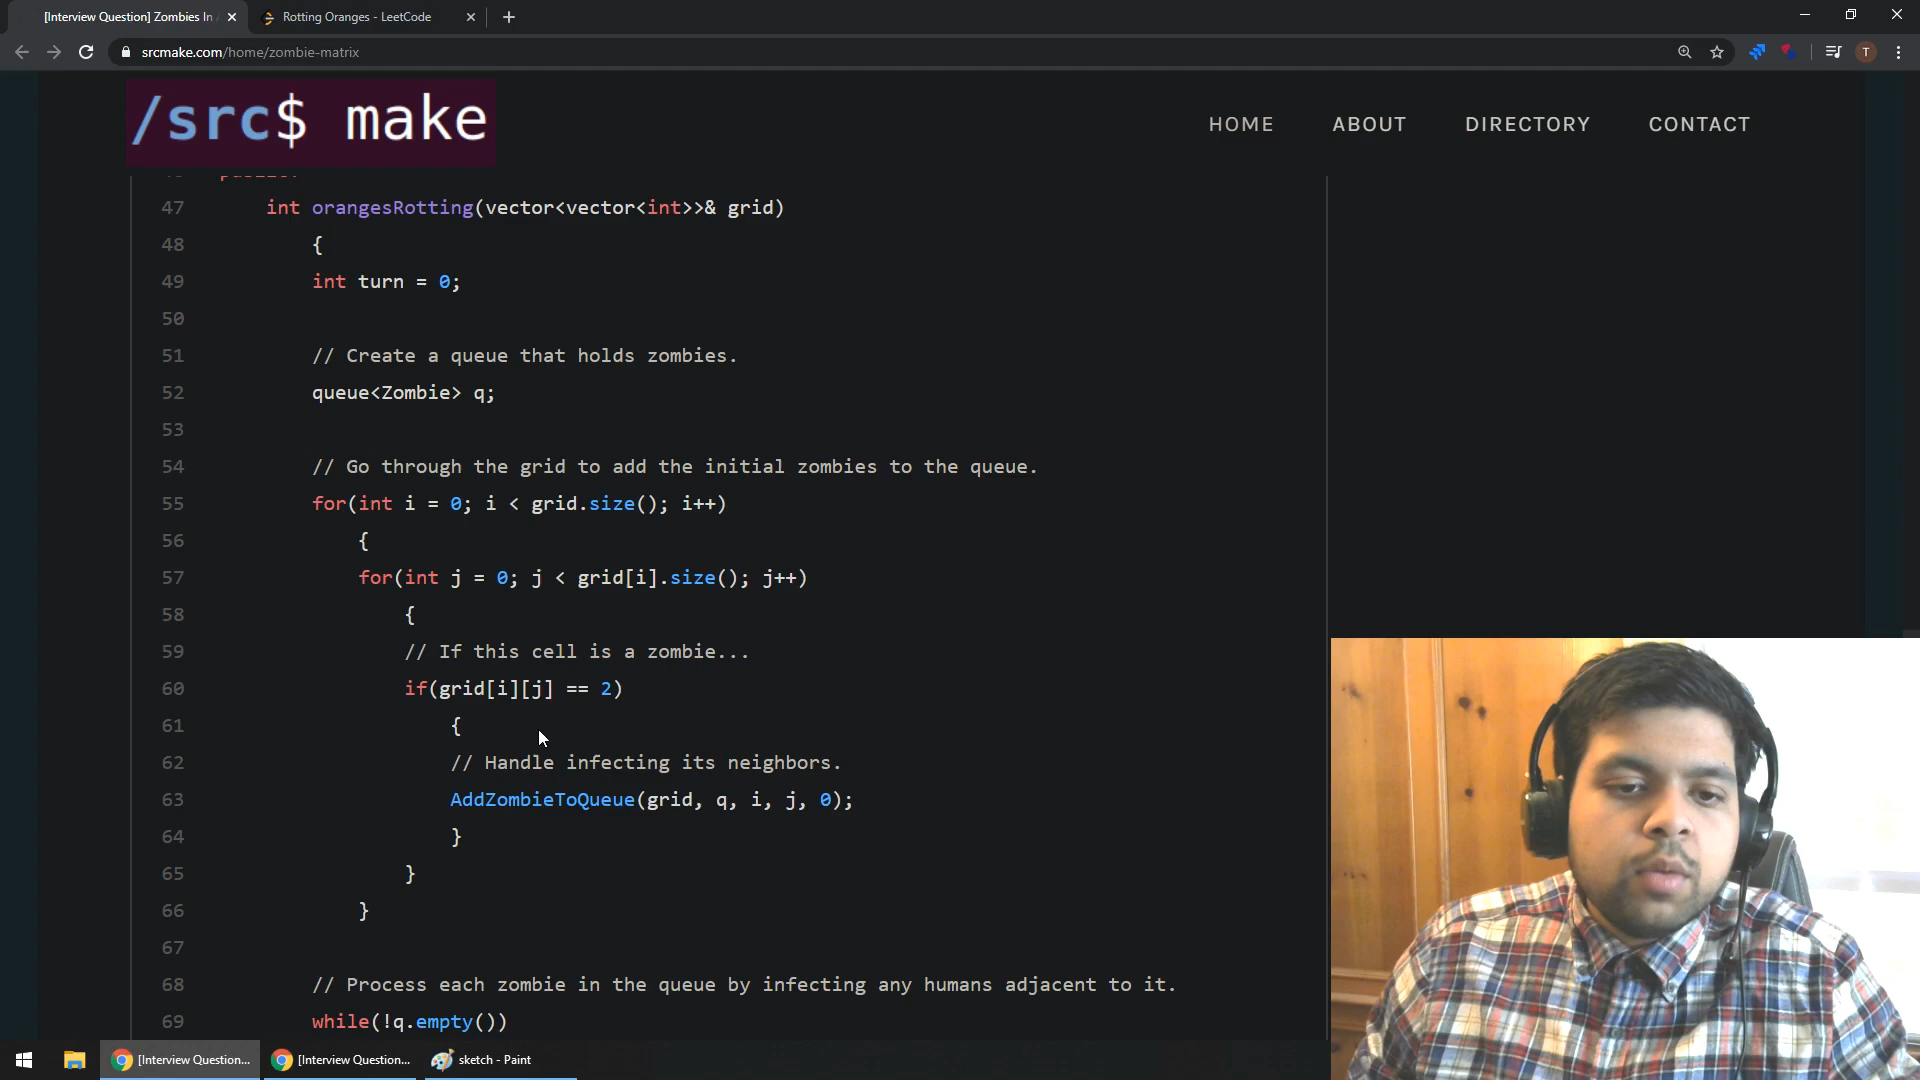 [Interview Question] Zombies In
Rotting Oranges - LeetCode
srcmake.com/home/zombie-matrix
T
/src$ make
HOME
ABOUT
DIRECTORY
CONTACT
public:
47 int orangesRotting(vector<vector<int>>& grid)
48 {
49 int turn = 0;
50
51 // Create a queue that holds zombies.
52 queue<Zombie> q;
53
54 // Go through the grid to add the initial zombies to the queue.
55 for(int i = 0; i < grid.size(); i++)
56 {
57 for(int j = 0; j < grid[i].size(); j++)
58 {
59 // If this cell is a zombie...
60 if(grid[i][j] == 2)
61 {
62 // Handle infecting its neighbors.
63 AddZombieToQueue(grid, q, i, j, 0);
64 }
65 }
66 }
67
68 // Process each zombie in the queue by infecting any humans adjacent to it.
69 while(!q.empty())
[Interview Question...
[Interview Question...
sketch - Paint